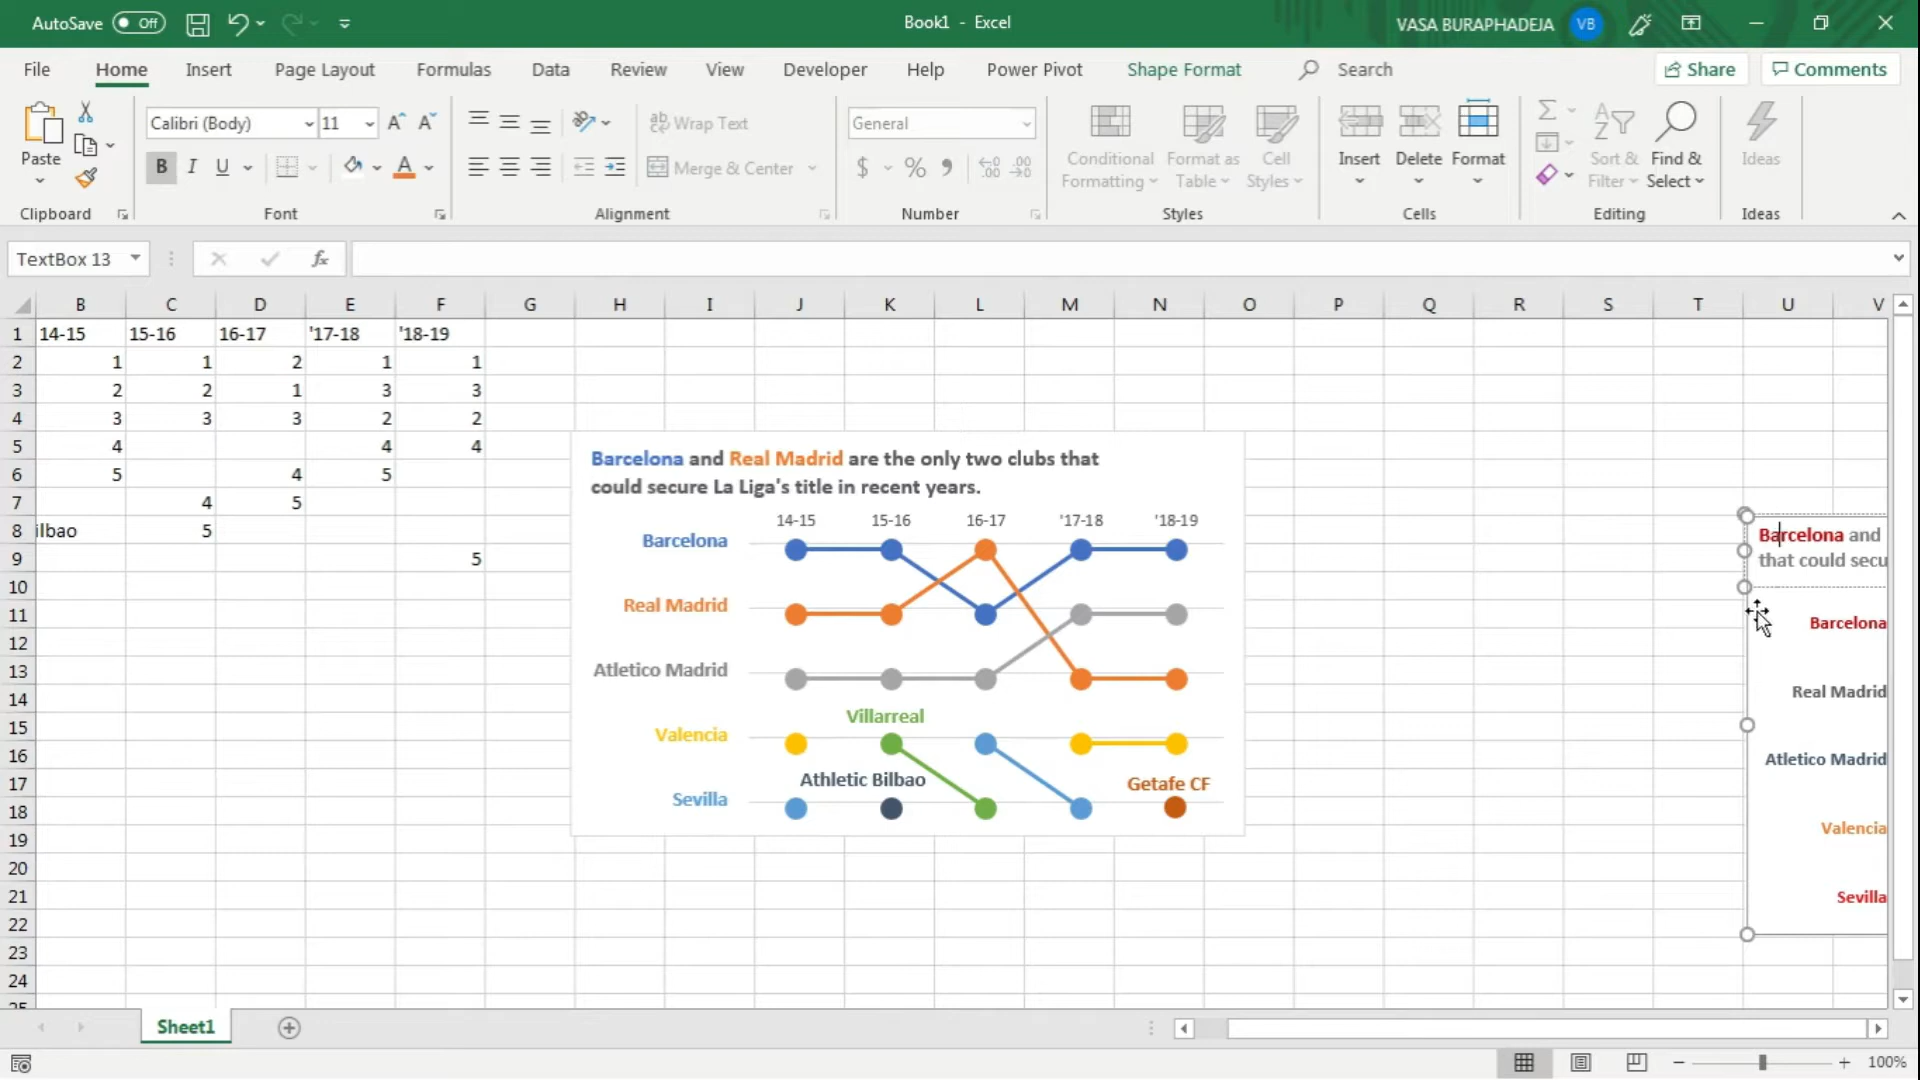 AutoSave Off
Book1 - Excel
VASA BURAPHADEJA VB
File Home Insert Page Layout Formulas Data Review View Developer Help Power Pivot Shape Format Search Share Comments
Paste
Calibri (Body) 11
B I U A
Wrap Text
Merge & Center
General
$ % 9
Conditional Formatting
Format as Table
Cell Styles
Insert
Delete
Format
Sort & Filter
Find & Select
Ideas
Clipboard Font Alignment Number Styles Cells Editing Ideas
TextBox 13 fx
B C D E F G H I J K L M N O P Q R S T U V
1 14-15 15-16 16-17 '17-18 '18-19
2 1 1 2 1 1
3 2 2 1 3 3
4 3 3 3 2 2
5 4 4 4
6 5 4 5
7 4 5
8 ilbao 5
9 5
10
11
12
13
14
15
16
17
18
19
20
21
22
23
24
25
Barcelona and Real Madrid are the only two clubs that
could secure La Liga's title in recent years.
14-15 15-16 16-17 '17-18 '18-19
Barcelona
Real Madrid
Atletico Madrid
Villarreal
Valencia
Athletic Bilbao
Getafe CF
Sevilla
Barcelona and
that could secu
Barcelona
Real Madrid
Atletico Madrid
Valencia
Sevilla
Sheet1
100%